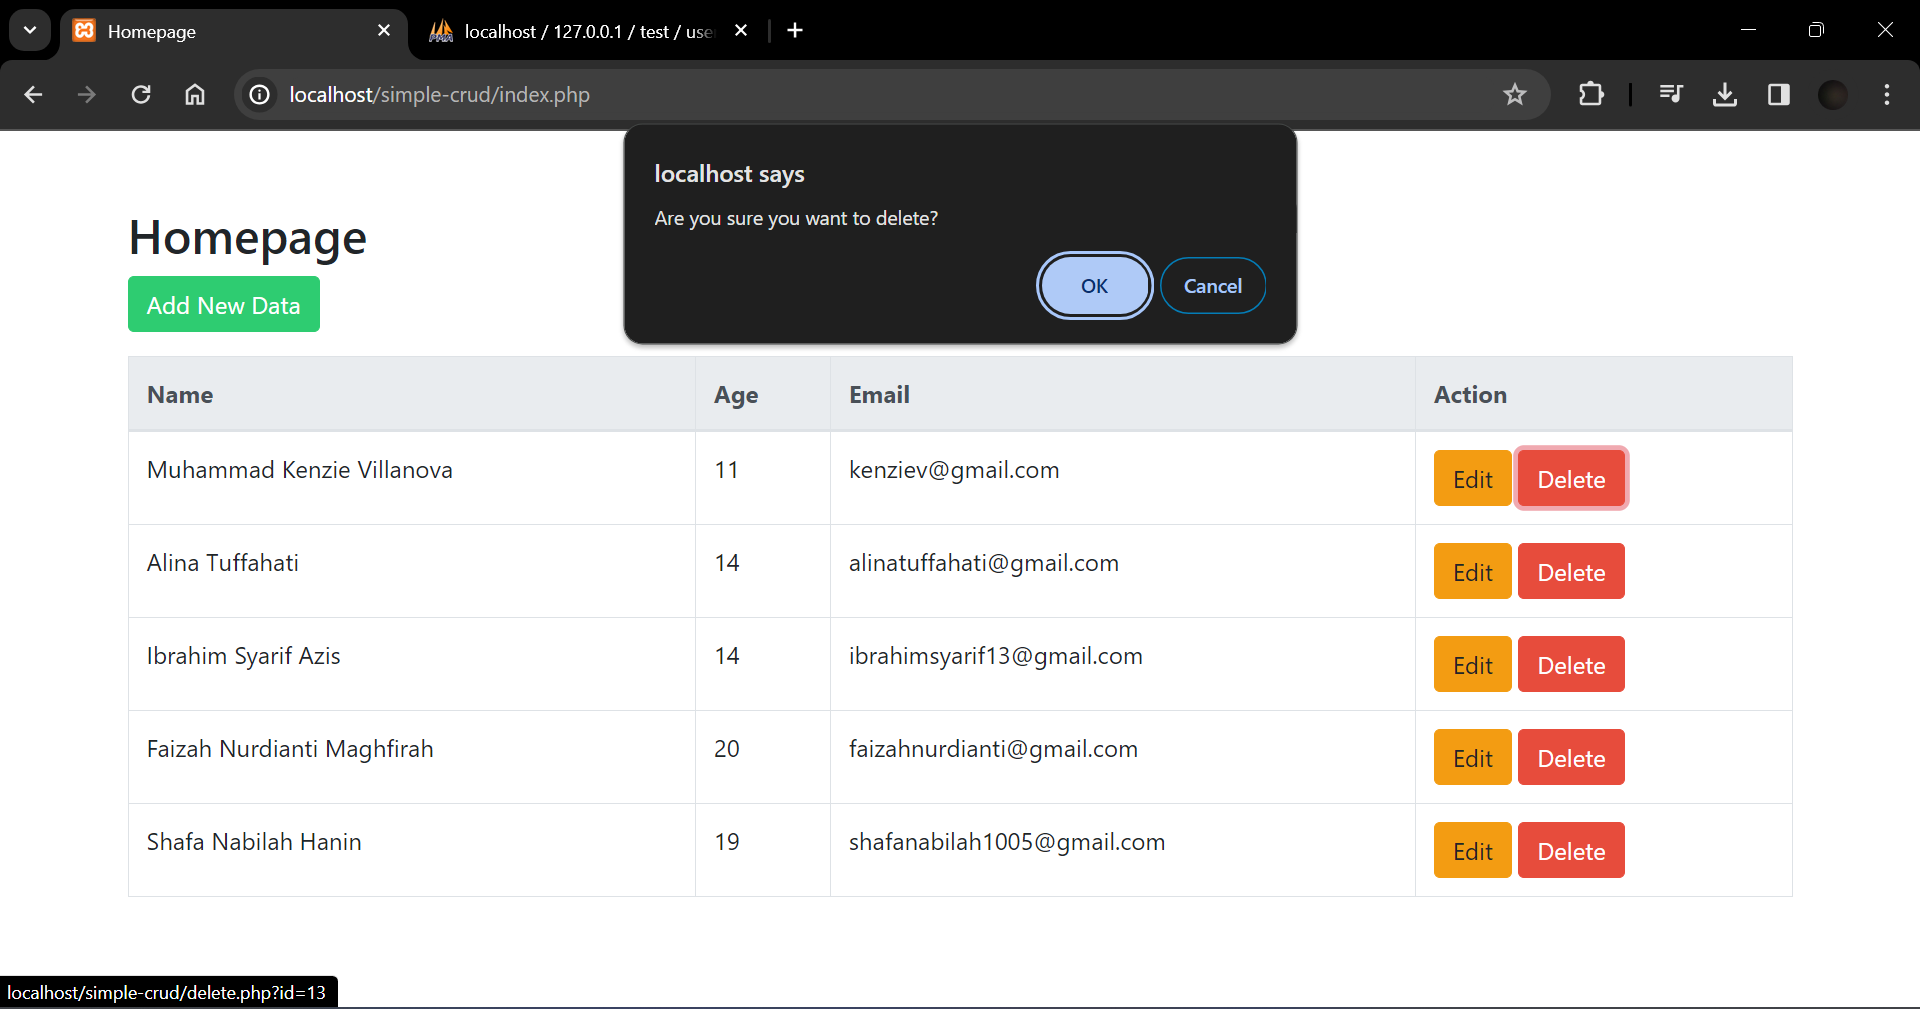 Homepage
localhost / 127.0.0.1 / test / use
localhost/simple-crud/index.php
localhost says
Are you sure you want to delete?
OK Cancel
Homepage
Add New Data
Name Age Email Action
Muhammad Kenzie Villanova 11 kenziev@gmail.com Edit Delete
Alina Tuffahati 14 alinatuffahati@gmail.com Edit Delete
Ibrahim Syarif Azis 14 ibrahimsyarif13@gmail.com Edit Delete
Faizah Nurdianti Maghfirah 20 faizahnurdianti@gmail.com Edit Delete
Shafa Nabilah Hanin 19 shafanabilah1005@gmail.com Edit Delete
localhost/simple-crud/delete.php?id=13